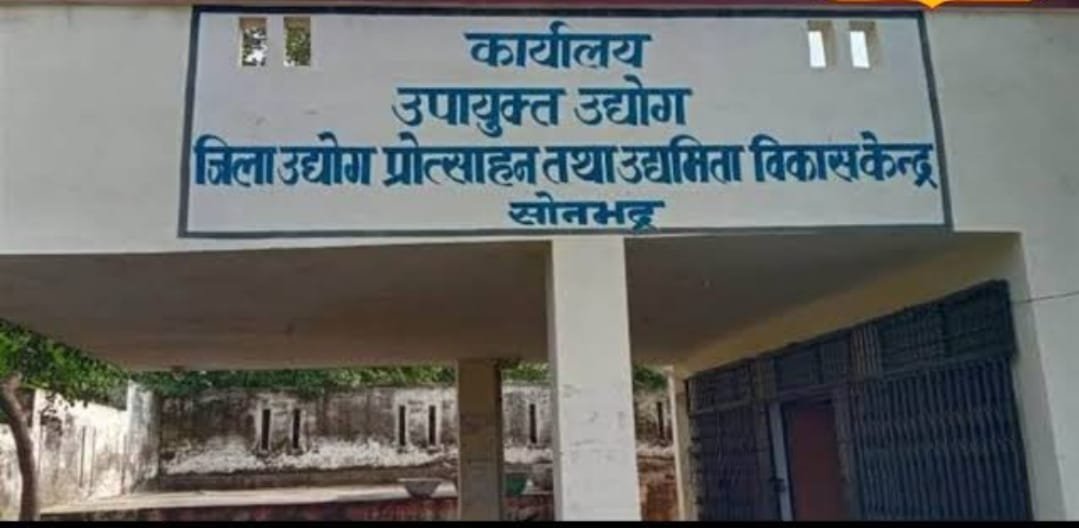 कार्यालय
उपायुक्त उद्योग
जिला उद्योग प्रोत्साहन तथा उद्यमिता विकास केन्द्र
सोनभद्र